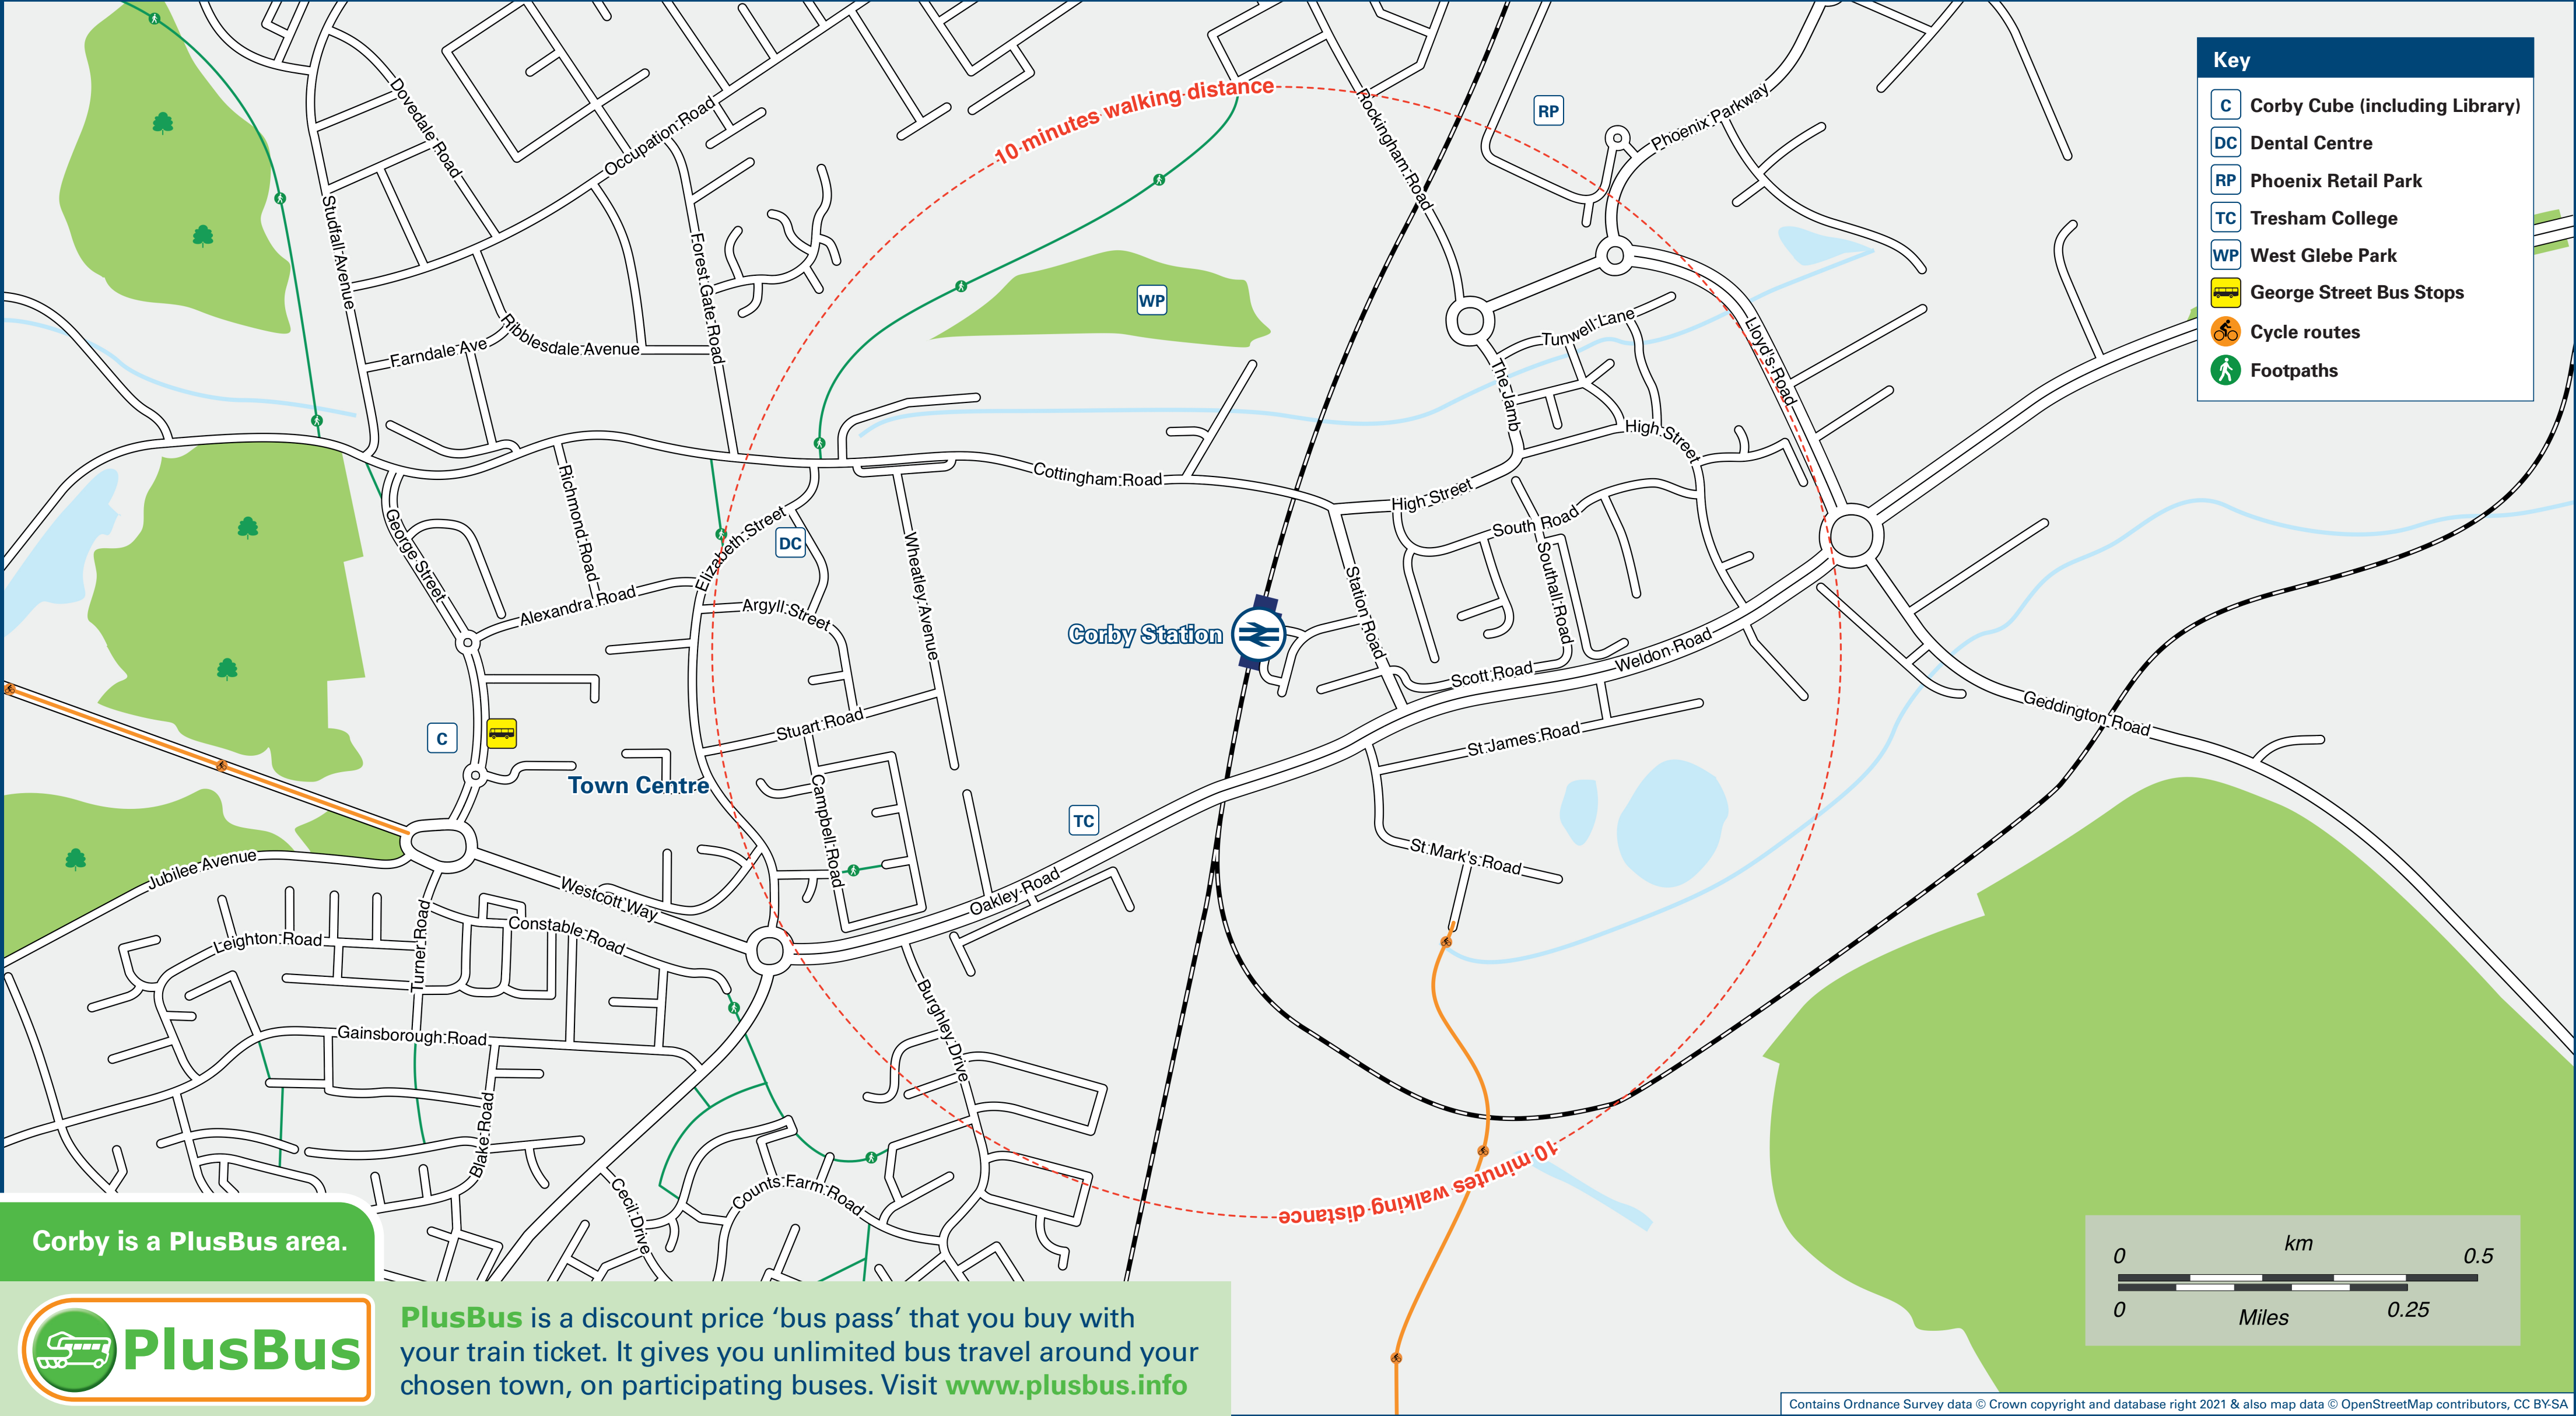 Key
C Corby Cube (including Library)
DC Dental Centre
RP Phoenix Retail Park
TC Tresham College
WP West Glebe Park
George Street Bus Stops
Cycle routes
Footpaths
10 minutes walking distance
Rockingham Road
RP
Phoenix Parkway
Dovedale Road
Occupation Road
Studfall Avenue
Forest Gate Road
WP
Farndale Ave
Ribblesdale Avenue
Tunwell Lane
The Jamb
Lloyd's Road
High Street
Cottingham Road
High Street
Richmond Road
George Street
Elizabeth Street
DC
Wheatley Avenue
South Road
Southall Road
Station Road
Alexandra Road
Argyll Street
Corby Station
Scott Road
Weldon Road
Geddington Road
C
Stuart Road
St James Road
Town Centre
Campbell Road
TC
Jubilee Avenue
St Mark's Road
Westcott Way
Oakley Road
Constable Road
Leighton Road
Turner Road
Gainsborough Road
Burghley Drive
Blake Road
Cecil Drive
Counts Farm Road
10 minutes walking distance
Corby is a PlusBus area.
PlusBus
PlusBus is a discount price ‘bus pass’ that you buy with
your train ticket. It gives you unlimited bus travel around your
chosen town, on participating buses. Visit www.plusbus.info
km
0 0.5
0 Miles 0.25
Contains Ordnance Survey data © Crown copyright and database right 2021 & also map data © OpenStreetMap contributors, CC BY-SA